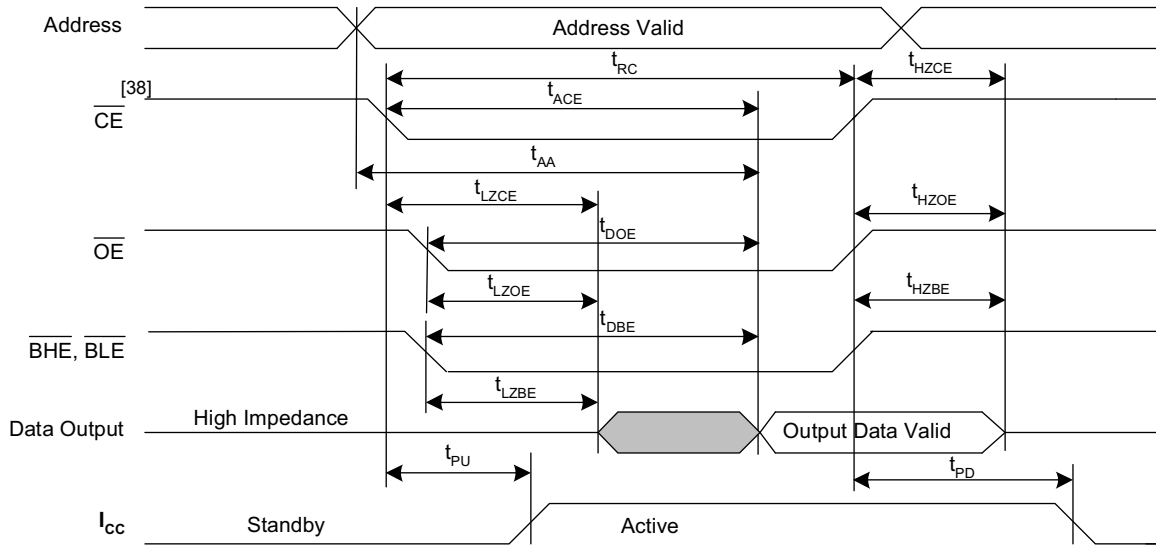 Address
Address Valid
tRC
tHZCE
[38]
CE
tACE
tAA
tLZCE
tHZOE
tDOE
OE
tLZOE
tHZBE
tDBE
BHE, BLE
tLZBE
High Impedance
Data Output
Output Data Valid
tPU
tPD
ICC
Standby
Active